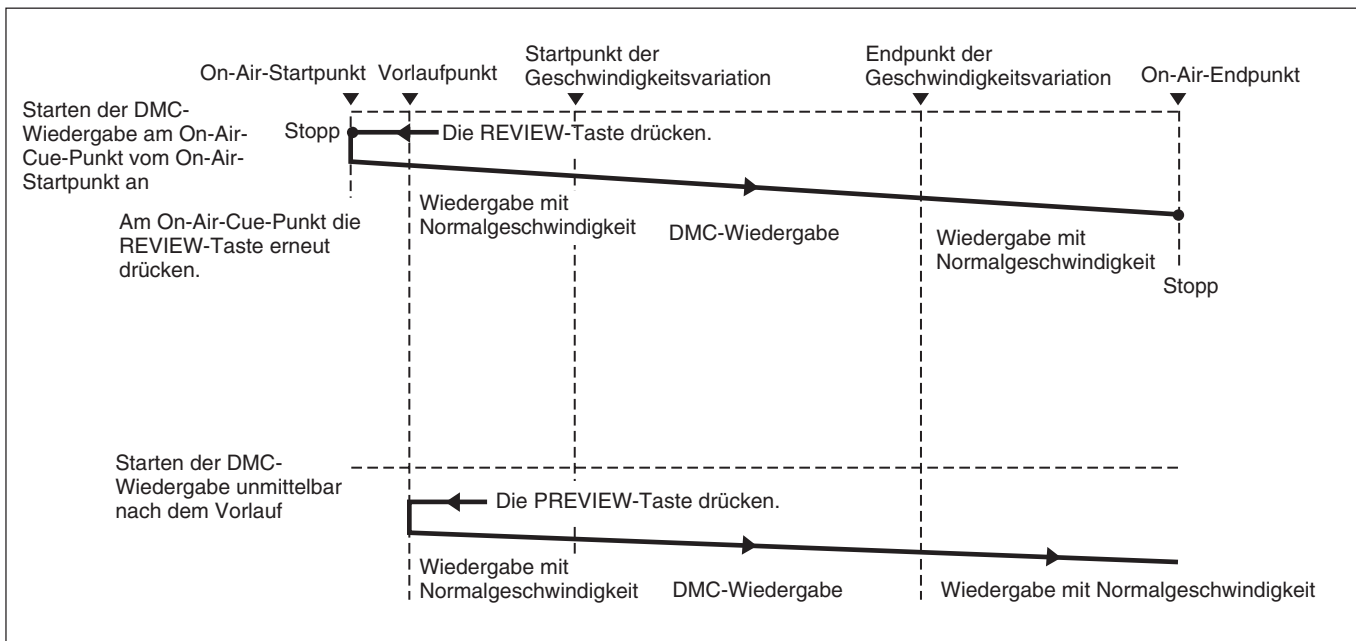 On-Air-Startpunkt
Vorlaufpunkt
Startpunkt der
Geschwindigkeitsvariation
Endpunkt der
Geschwindigkeitsvariation
On-Air-Endpunkt
Starten der DMC-
Wiedergabe am On-Air-
Cue-Punkt vom On-Air-
Startpunkt an
Stopp
Die REVIEW-Taste drücken.
Am On-Air-Cue-Punkt die
REVIEW-Taste erneut
drücken.
Wiedergabe mit
Normalgeschwindigkeit
DMC-Wiedergabe
Wiedergabe mit
Normalgeschwindigkeit
Stopp
Starten der DMC-
Wiedergabe unmittelbar
nach dem Vorlauf
Die PREVIEW-Taste drücken.
Wiedergabe mit
Normalgeschwindigkeit
DMC-Wiedergabe
Wiedergabe mit Normalgeschwindigkeit